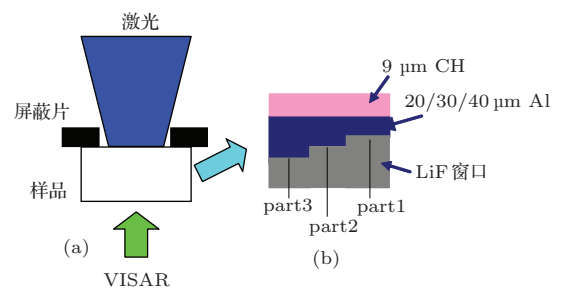 激光
屏蔽片
样品
(a)
VISAR
9 µm CH
20/30/40 µm Al
LiF窗口
part3
part2
part1
(b)